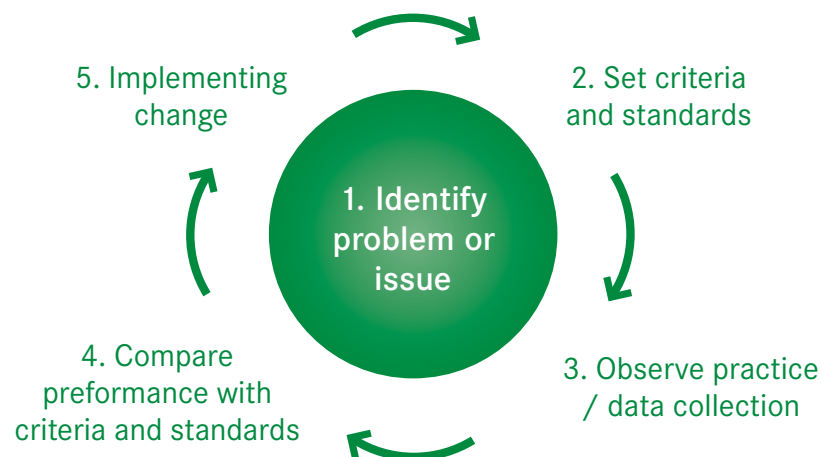 1. Identify
problem or
issue
2. Set criteria
and standards
3. Observe practice
/ data collection
4. Compare
preformance with
criteria and standards
5. Implementing
change